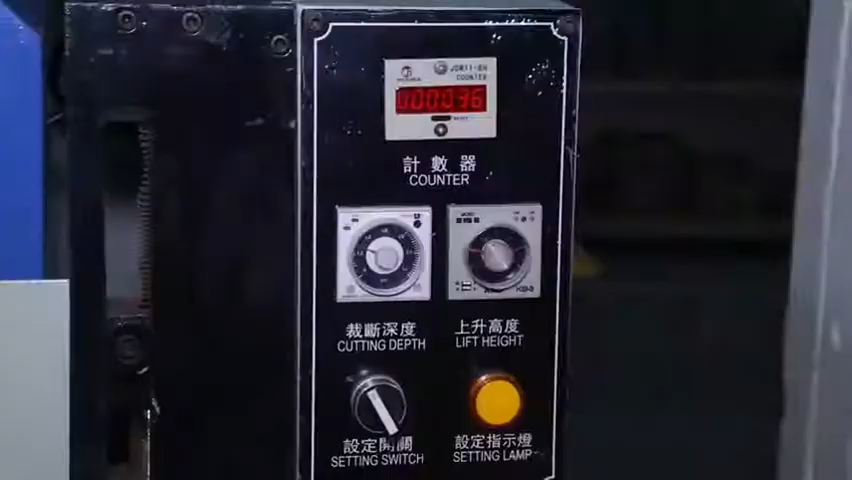 COUNTER
000036
計數器
COUNTER
裁斷深度
CUTTING DEPTH
上升高度
LIFT HEIGHT
設定開關
SETTING SWITCH
設定指示燈
SETTING LAMP